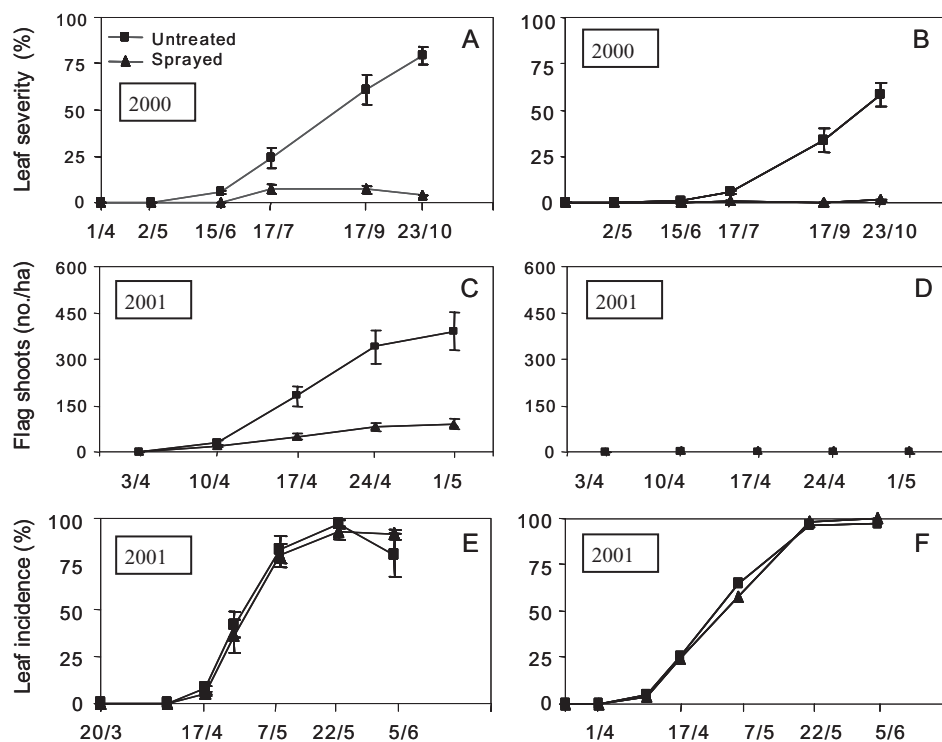 Leaf severity (%)
100
75
50
25
0
Untreated
Sprayed
2000
A
1/4 2/5 15/6 17/7 17/9 23/10
100
75
50
25
0
2000
B
2/5 15/6 17/7 17/9 23/10
Flag shoots (no./ha)
600
450
300
150
0
2001
C
3/4 10/4 17/4 24/4 1/5
600
450
300
150
0
2001
D
3/4 10/4 17/4 24/4 1/5
Leaf incidence (%)
100
75
50
25
0
2001
E
20/3 17/4 7/5 22/5 5/6
100
75
50
25
0
2001
F
1/4 17/4 7/5 22/5 5/6